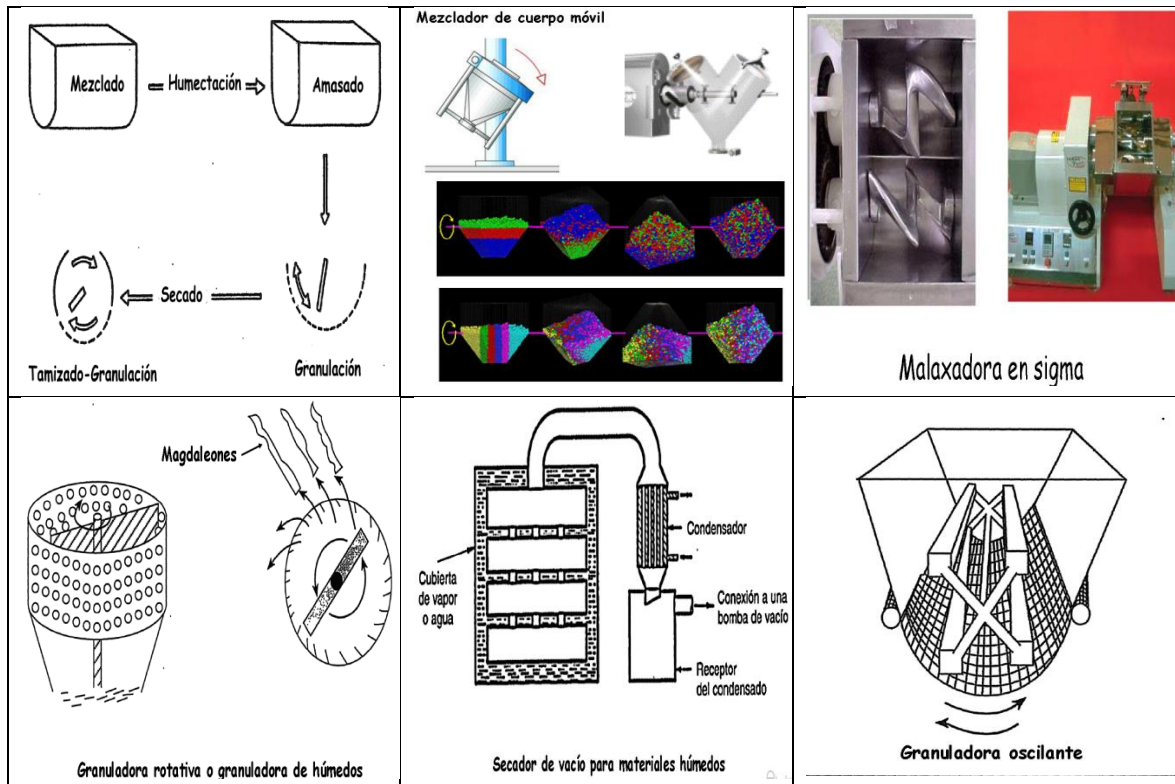 Mezclado
Humectación
Amasado
Secado
Tamizado-Granulación
Granulación
Mezclador de cuerpo móvil
Malaxadora en sigma
Magdaleones
Granuladora rotativa o granuladora de húmedos
Cubierta
de vapor
o agua
Condensador
Conexión a una
bomba de vacío
Receptor
del condensado
Secador de vacío para materiales húmedos
Granuladora oscilante